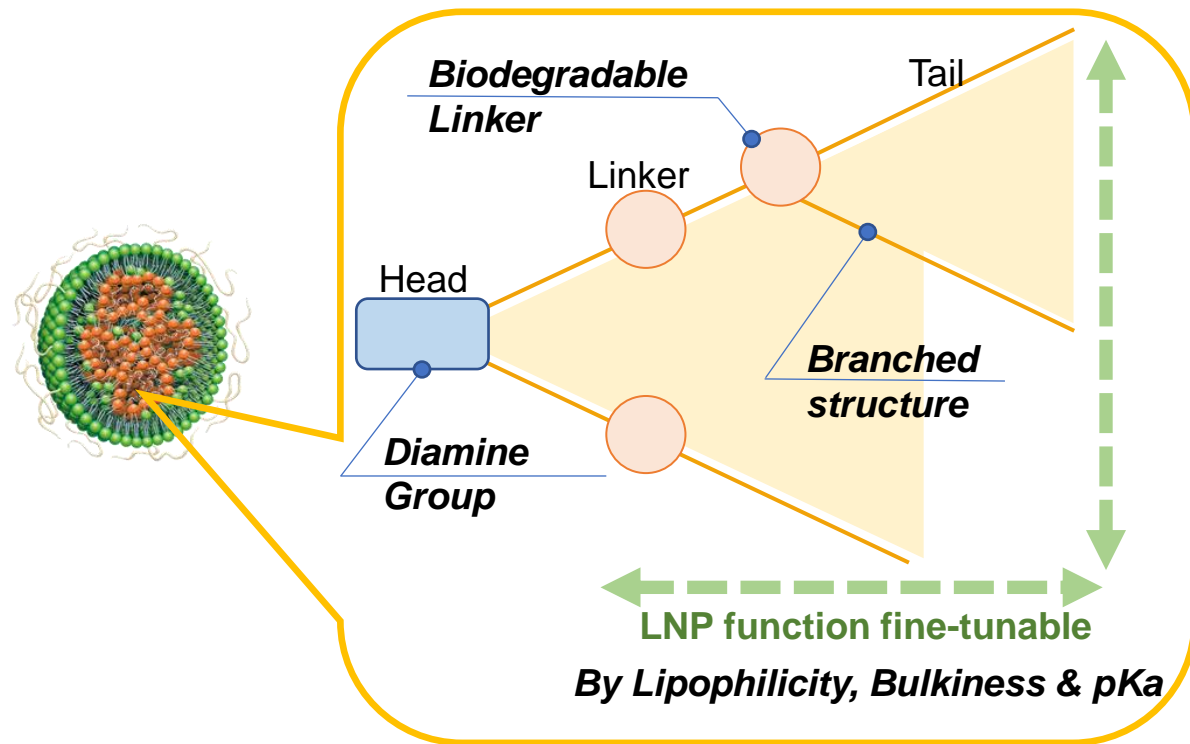 Biodegradable
Linker
Tail
Linker
Head
Branched
structure
Diamine
Group
LNP function fine-tunable
By Lipophilicity, Bulkiness & pKa